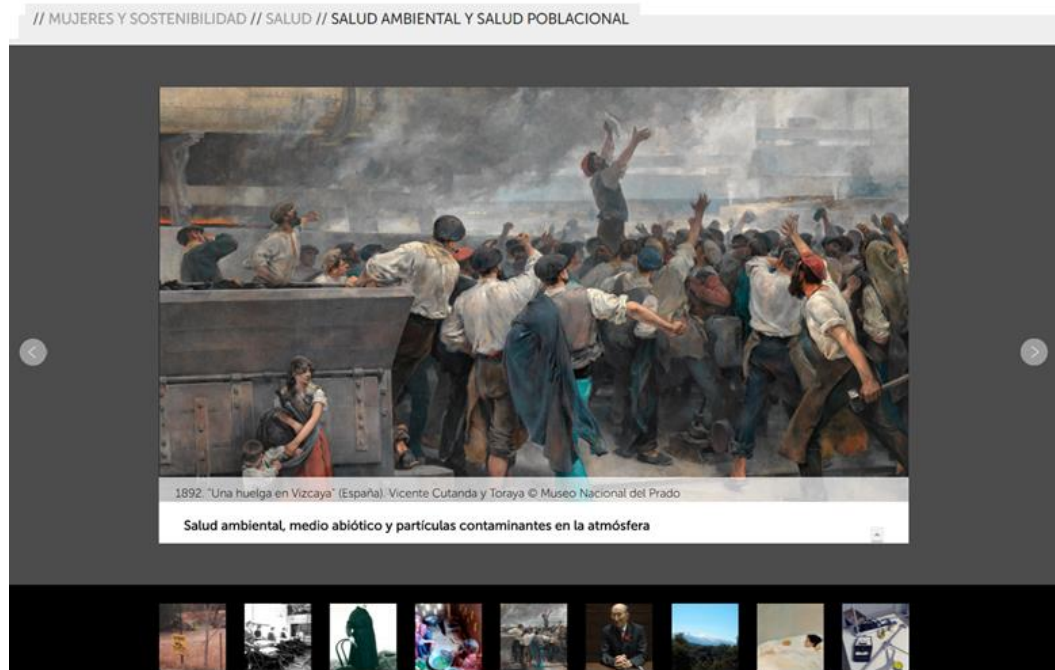 // MUJERES Y SOSTENIBILIDAD // SALUD // SALUD AMBIENTAL Y SALUD POBLACIONAL
1892. "Una huelga en Vizcaya" (España). Vicente Cutanda y Toraya © Museo Nacional del Prado
Salud ambiental, medio abiótico y partículas contaminantes en la atmósfera